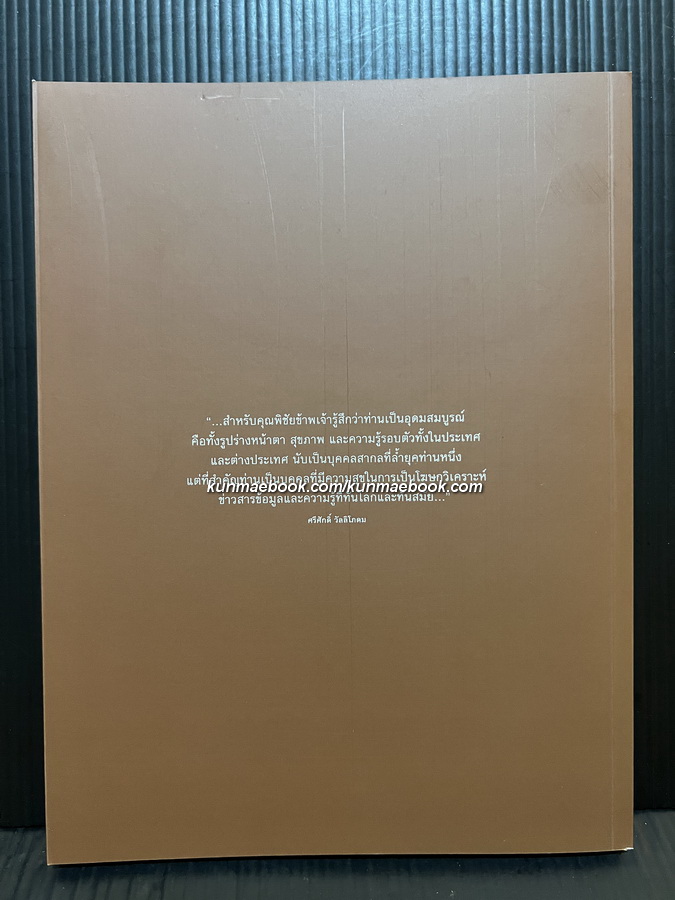 "...สำหรับคุณพิชัยข้าพเจ้ารู้สึกว่าท่านเป็นอุดมสมบูรณ์
คือทั้งรูปร่างหน้าตา สุขภาพ และความรู้รอบตัวทั้งในประเทศ
และต่างประเทศ นับเป็นบุคคลสากลที่ล้ำยุคท่านหนึ่ง
แต่ที่สำคัญท่านเป็นบุคคลที่มีความสุขในการเป็นโฆษกวิเคราะห์
kunmaebook.com/kunmaebook.com
ข่าวสารข้อมูลและความรู้ที่ทันโลกและทันสมัย..."
ศรีศักดิ์ วัลลิโภดม